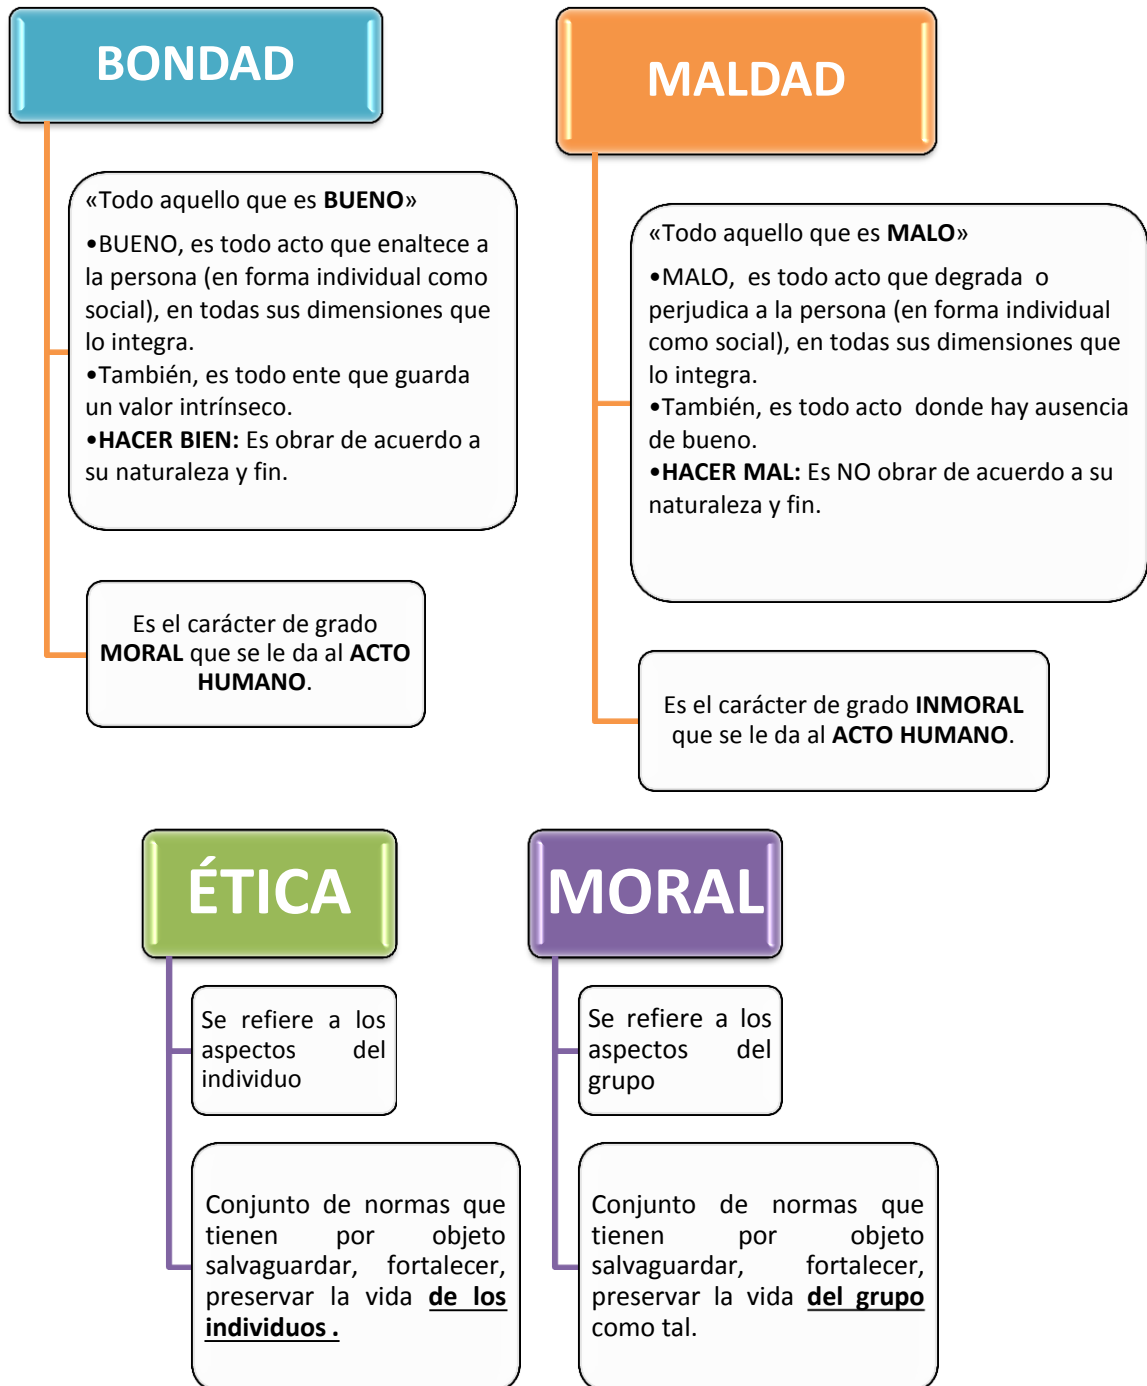 BONDAD
«Todo aquello que es BUENO»
•BUENO, es todo acto que enaltece a
la persona (en forma individual como
social), en todas sus dimensiones que
lo integra.
•También, es todo ente que guarda
un valor intrínseco.
•HACER BIEN: Es obrar de acuerdo a
su naturaleza y fin.
Es el carácter de grado
MORAL que se le da al ACTO
HUMANO.
MALDAD
«Todo aquello que es MALO»
•MALO, es todo acto que degrada o
perjudica a la persona (en forma individual
como social), en todas sus dimensiones que
lo integra.
•También, es todo acto donde hay ausencia
de bueno.
•HACER MAL: Es NO obrar de acuerdo a su
naturaleza y fin.
Es el carácter de grado INMORAL
que se le da al ACTO HUMANO.
ÉTICA
Se refiere a los
aspectos del
individuo
Conjunto de normas que
tienen por objeto
salvaguardar, fortalecer,
preservar la vida de los
individuos .
MORAL
Se refiere a los
aspectos del
grupo
Conjunto de normas que
tienen por objeto
salvaguardar, fortalecer,
preservar la vida del grupo
como tal.